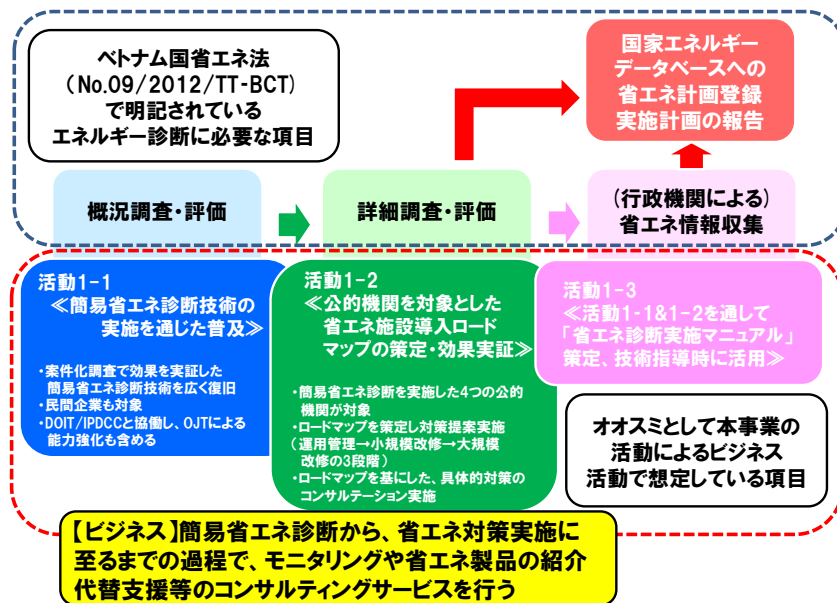 ベトナム国省エネ法
(No.09/2012/TT-BCT)
で明記されている
エネルギー診断に必要な項目
国家エネルギー
データベースへの
省エネ計画登録
実施計画の報告
概況調査・評価
詳細調査・評価
(行政機関による)
省エネ情報収集
活動1-1
≪簡易省エネ診断技術の
実施を通じた普及≫
・案件化調査で効果を実証した
簡易省エネ診断技術を広く復旧
・民間企業も対象
・DOIT/IPDCCと協働し、OJTによる
能力強化も含める
活動1-2
≪公的機関を対象とした
省エネ施設導入ロード
マップの策定・効果実証≫
・簡易省エネ診断を実施した4つの公的
機関が対象
・ロードマップを策定し対策提案実施
(運用管理→小規模改修→大規模
改修の3段階)
・ロードマップを基にした、具体的対策の
コンサルテーション実施
活動1-3
≪活動1-1&1-2を通して
「省エネ診断実施マニュアル」
策定、技術指導時に活用≫
オオスミとして本事業の
活動によるビジネス
活動で想定している項目
【ビジネス】簡易省エネ診断から、省エネ対策実施に
至るまでの過程で、モニタリングや省エネ製品の紹介
代替支援等のコンサルティングサービスを行う